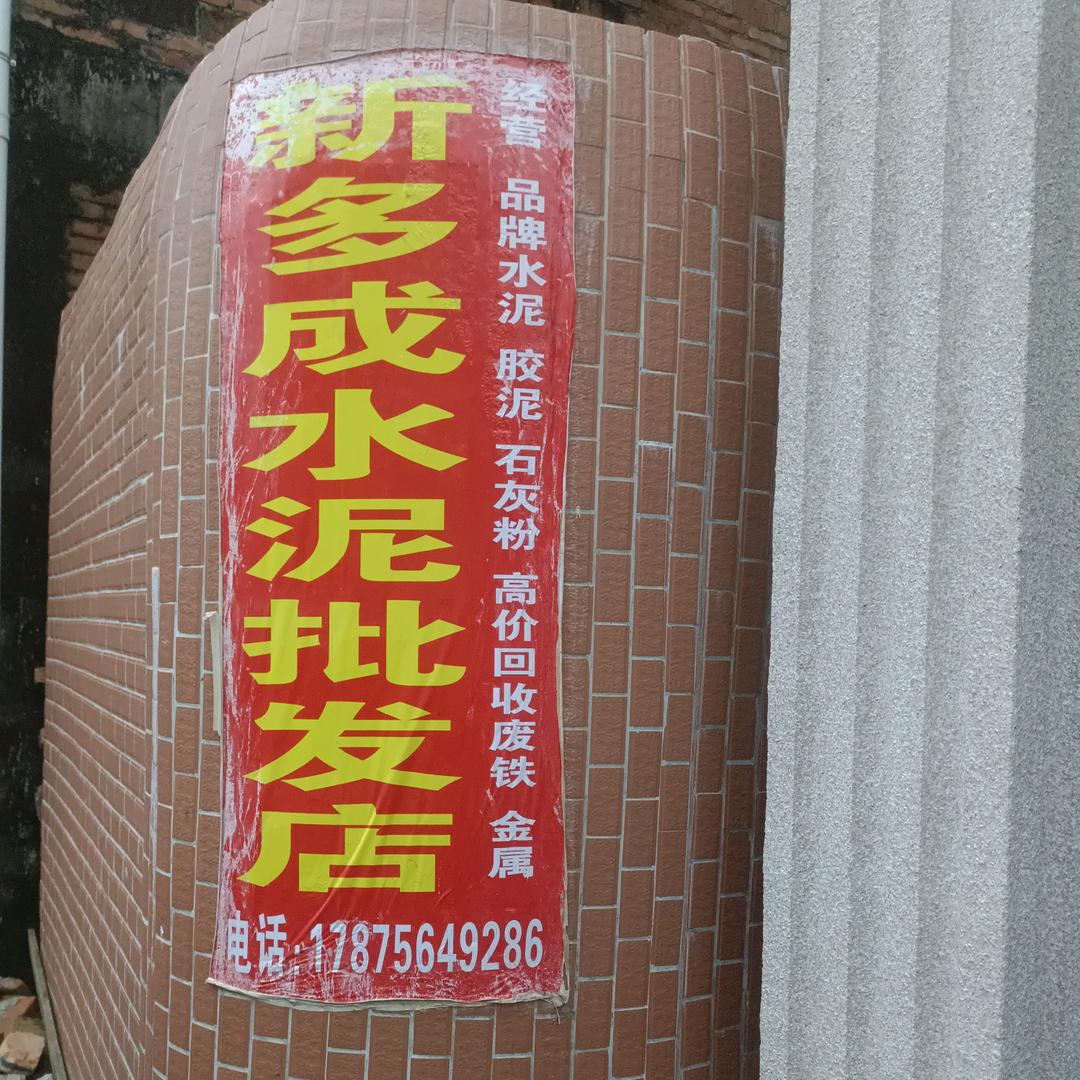 新多成水泥批发店
经营 品牌水泥 胶泥 石灰粉 高价回收废铁 金属
电话:17875649286